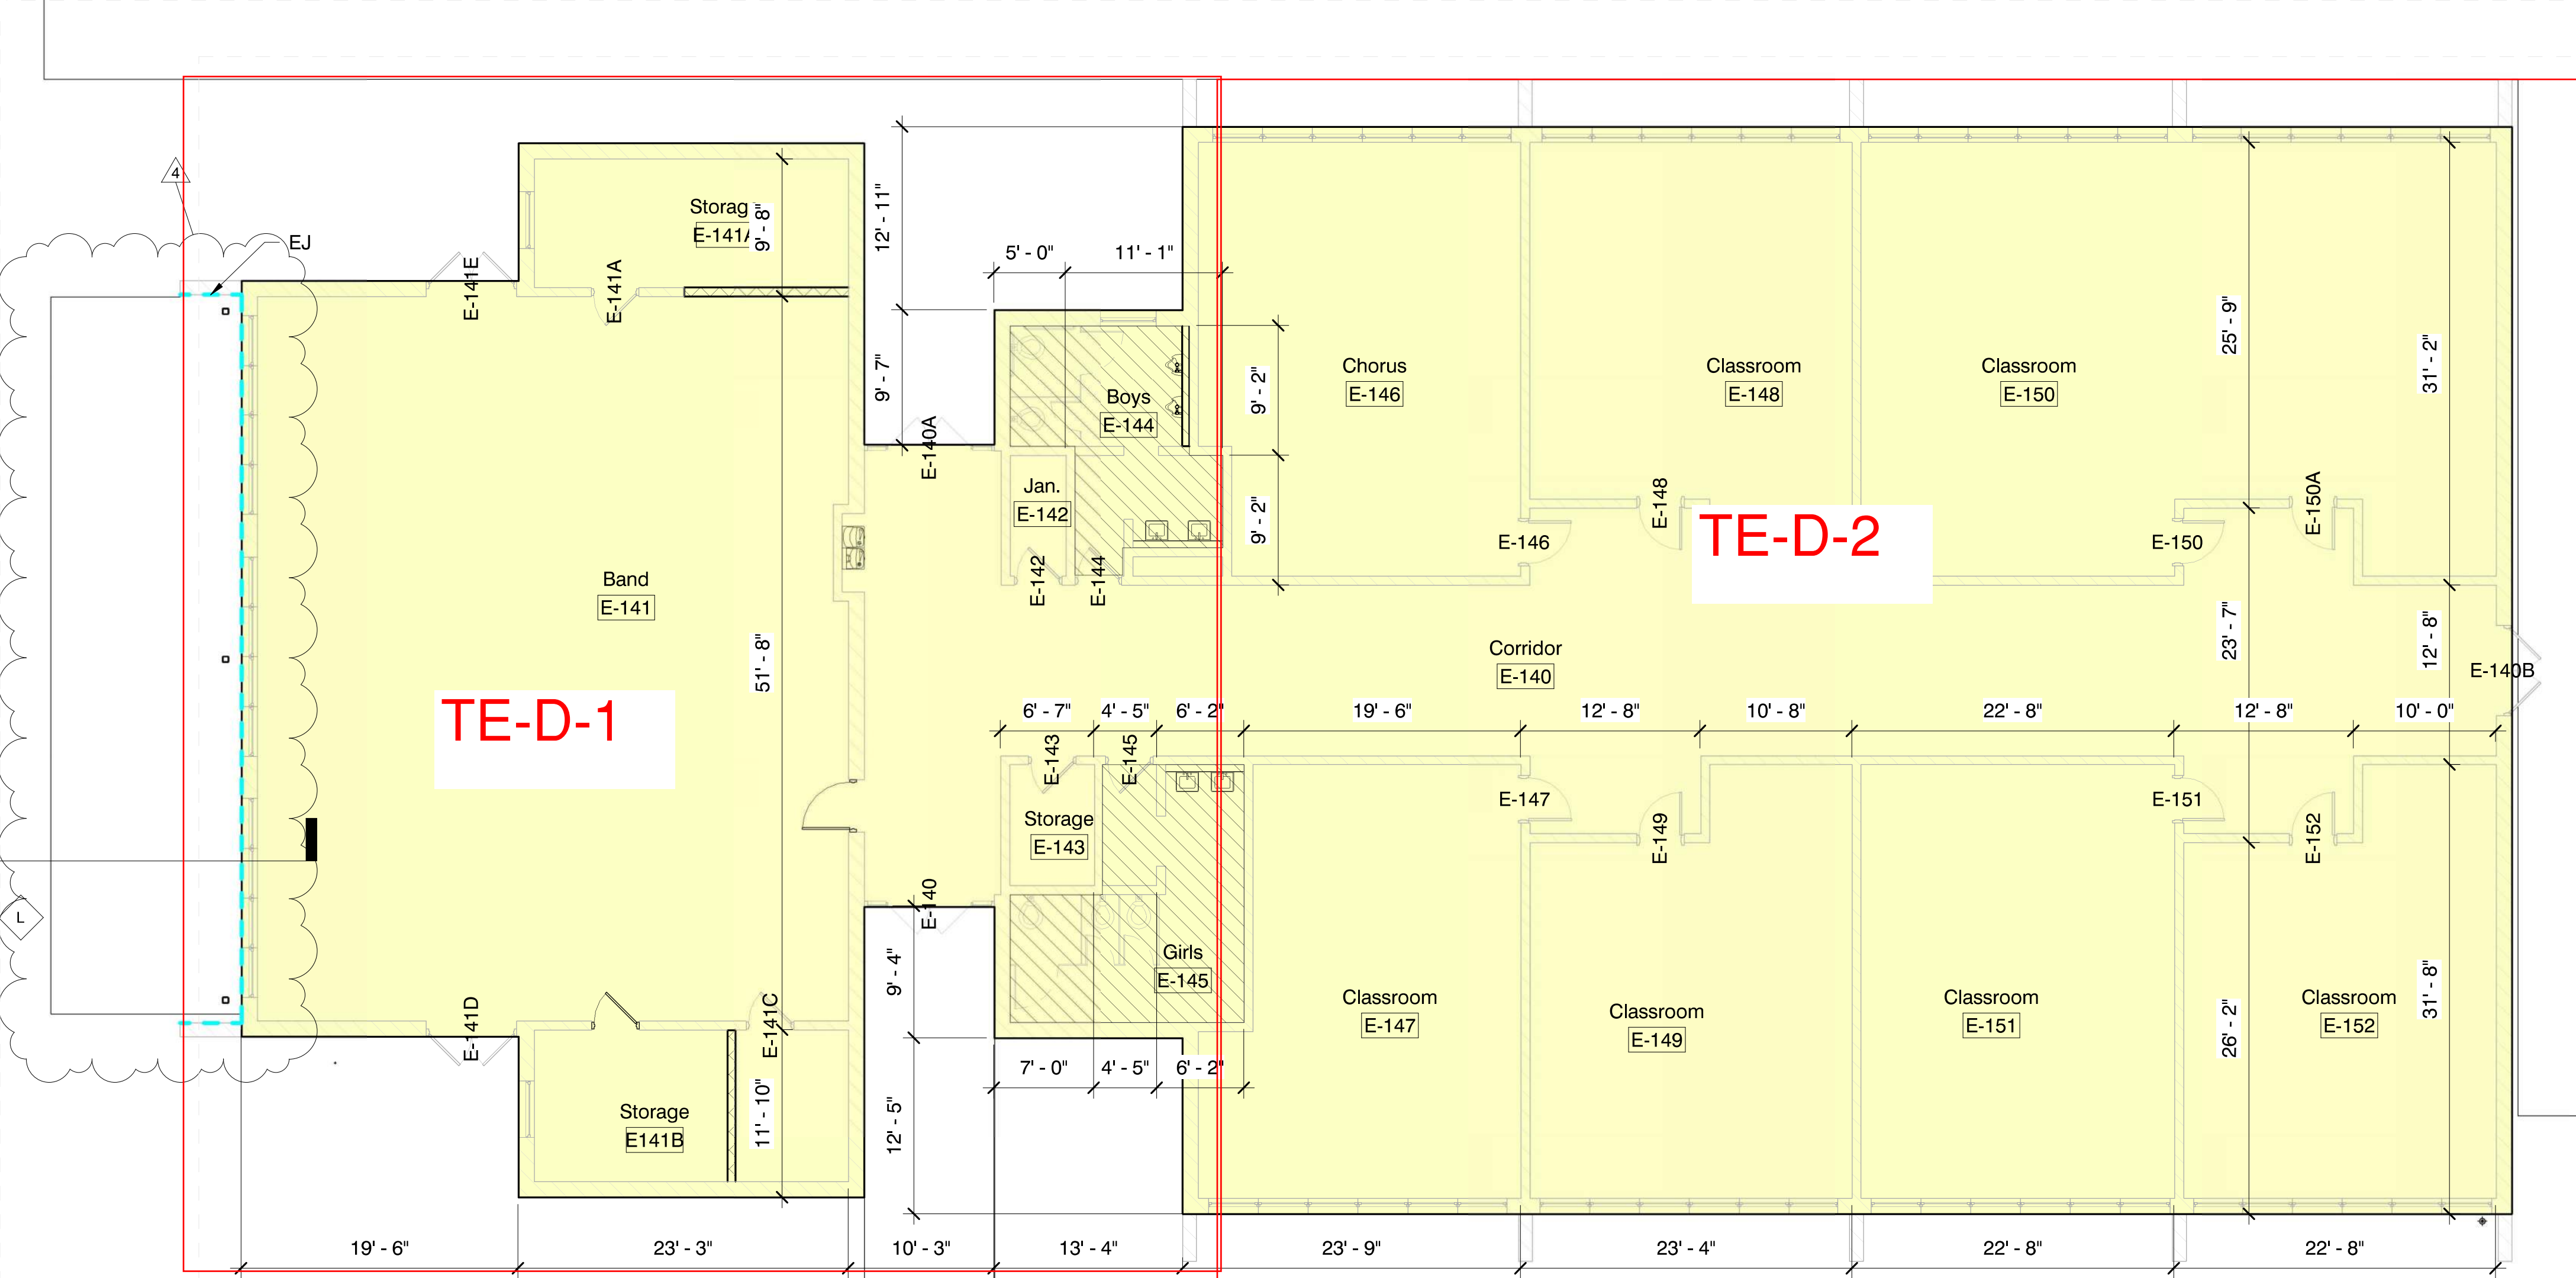 4
EJ
Storag
E-141A
9' - 8"
E-141E
E-141A
12' - 11"
9' - 7"
5' - 0"
11' - 1"
E-140A
Boys
E-144
9' - 2"
Jan.
E-142
9' - 2"
E-142
E-144
Chorus
E-146
Classroom
E-148
Classroom
E-150
25' - 9"
31' - 2"
E-148
E-150A
E-146
TE-D-2
E-150
Band
E-141
51' - 8"
TE-D-1
Corridor
E-140
23' - 7"
12' - 8"
E-140B
6' - 7"
4' - 5"
6' - 2"
19' - 6"
12' - 8"
10' - 8"
22' - 8"
12' - 8"
10' - 0"
E-143
E-145
E-147
E-149
E-151
E-152
Storage
E-143
E-140
L
Girls
E-145
9' - 4"
Classroom
E-147
Classroom
E-149
Classroom
E-151
Classroom
E-152
26' - 2"
31' - 8"
E-141D
E-141C
7' - 0"
4' - 5"
6' - 2"
Storage
E141B
11' - 10"
12' - 5"
19' - 6"
23' - 3"
10' - 3"
13' - 4"
23' - 9"
23' - 4"
22' - 8"
22' - 8"